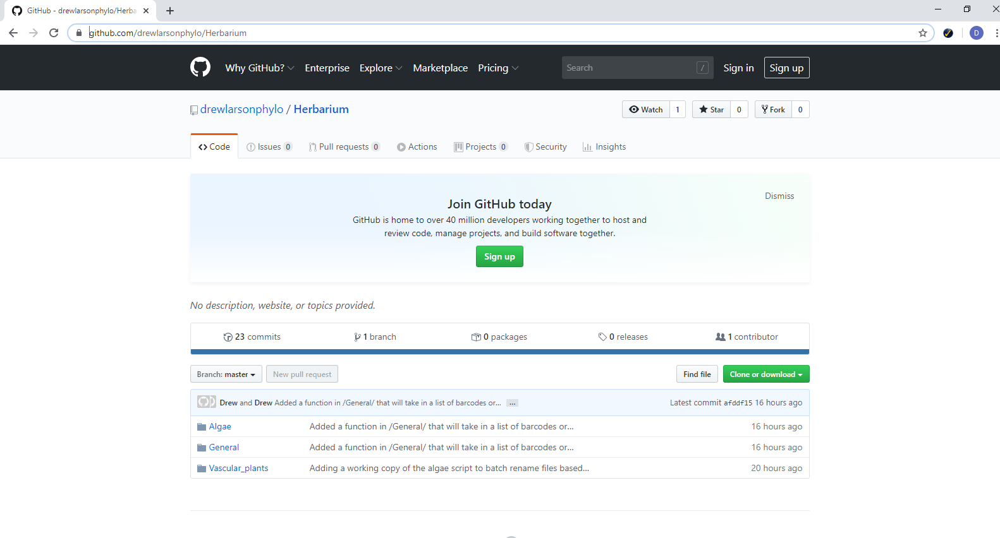 GitHub - drewlarsonphylo/Herba
github.com/drewlarsonphylo/Herbarium
D
Why GitHub? Enterprise Explore Marketplace Pricing Search / Sign in Sign up
drewlarsonphylo / Herbarium Watch 1 Star 0 Fork 0
Code Issues 0 Pull requests 0 Actions Projects 0 Security Insights
Dismiss
Join GitHub today
GitHub is home to over 40 million developers working together to host and
review code, manage projects, and build software together.
Sign up
No description, website, or topics provided.
23 commits 1 branch 0 packages 0 releases 1 contributor
Branch: master New pull request Find file Clone or download
Drew and Drew Added a function in /General/ that will take in a list of barcodes or... ... Latest commit afddf15 16 hours ago
Algae Added a function in /General/ that will take in a list of barcodes or... 16 hours ago
General Added a function in /General/ that will take in a list of barcodes or... 16 hours ago
Vascular_plants Adding a working copy of the algae script to batch rename files based... 20 hours ago